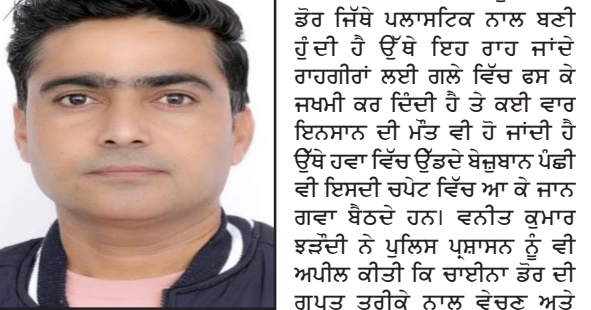 ਡੋਰ ਜਿੱਥੇ ਪਲਾਸਟਿਕ ਨਾਲ ਬਣੀ
ਹੁੰਦੀ ਹੈ ਉੱਥੇ ਇਹ ਰਾਹ ਜਾਂਦੇ
ਰਾਹਗੀਰਾਂ ਲਈ ਗਲੇ ਵਿੱਚ ਫਸ ਕੇ
ਜਖਮੀ ਕਰ ਦਿੰਦੀ ਹੈ ਤੇ ਕਈ ਵਾਰ
ਇਨਸਾਨ ਦੀ ਮੌਤ ਵੀ ਹੋ ਜਾਂਦੀ ਹੈ
ਉੱਥੇ ਹਵਾ ਵਿੱਚ ਉੱਡਦੇ ਬੇਜ਼ੁਬਾਨ ਪੰਛੀ
ਵੀ ਇਸਦੀ ਚਪੇਟ ਵਿੱਚ ਆ ਕੇ ਜਾਨ
ਗਵਾ ਬੈਠਦੇ ਹਨ। ਵਨੀਤ ਕੁਮਾਰ
ਝੜੌਦੀ ਨੇ ਪੁਲਿਸ ਪ੍ਰਸ਼ਾਸਨ ਨੂੰ ਵੀ
ਅਪੀਲ ਕੀਤੀ ਕਿ ਚਾਈਨਾ ਡੋਰ ਦੀ
ਗੁਪਤ ਤਰੀਕੇ ਨਾਲ ਵੇਚਣ ਅਤੇ